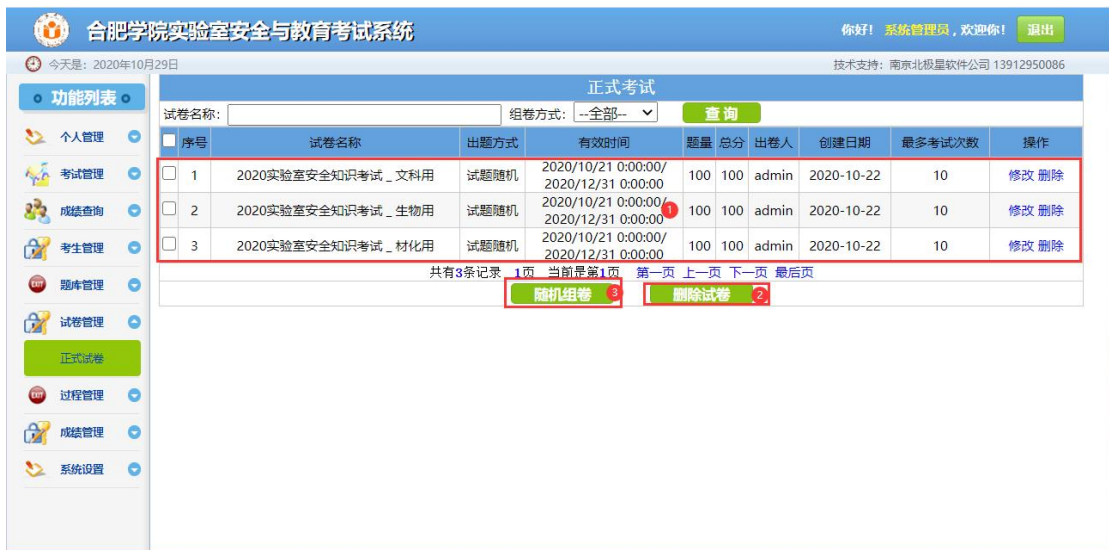 合肥学院实验室安全与教育考试系统
你好！ 系统管理员，欢迎你！ 退出
今天是：2020年10月29日
技术支持：南京北极星软件公司 13912950086
功能列表
个人管理
考试管理
成绩查询
考生管理
题库管理
试卷管理
正式试卷
过程管理
成绩管理
系统设置
正式考试
试卷名称： 组卷方式： --全部-- 查 询
序号 试卷名称 出题方式 有效时间 题量 总分 出卷人 创建日期 最多考试次数 操作
1 2020实验室安全知识考试 _ 文科用 试题随机 2020/10/21 0:00:00/ 2020/12/31 0:00:00 100 100 admin 2020-10-22 10 修改 删除
2 2020实验室安全知识考试 _ 生物用 试题随机 2020/10/21 0:00:00/ 2020/12/31 0:00:00 1 100 100 admin 2020-10-22 10 修改 删除
3 2020实验室安全知识考试 _ 材化用 试题随机 2020/10/21 0:00:00/ 2020/12/31 0:00:00 100 100 admin 2020-10-22 10 修改 删除
共有3条记录 1页 当前是第1页 第一页 上一页 下一页 最后页
随机组卷 3 删除试卷 2